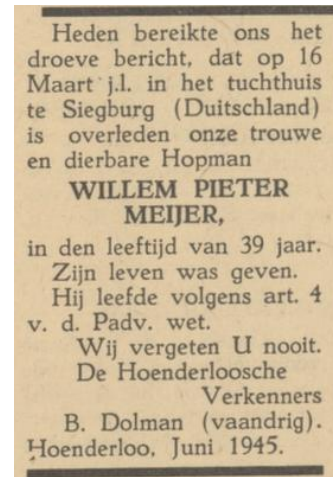 Heden bereikte ons het
droeve bericht, dat op 16
Maart j.l. in het tuchthuis
te Siegburg (Duitschland)
is overleden onze trouwe
en dierbare Hopman
WILLEM PIETER
MEIJER,
in den leeftijd van 39 jaar.
Zijn leven was geven.
Hij leefde volgens art. 4
v. d. Padv. wet.
Wij vergeten U nooit.
De Hoenderloosche
Verkenners
B. Dolman (vaandrig).
Hoenderloo, Juni 1945.